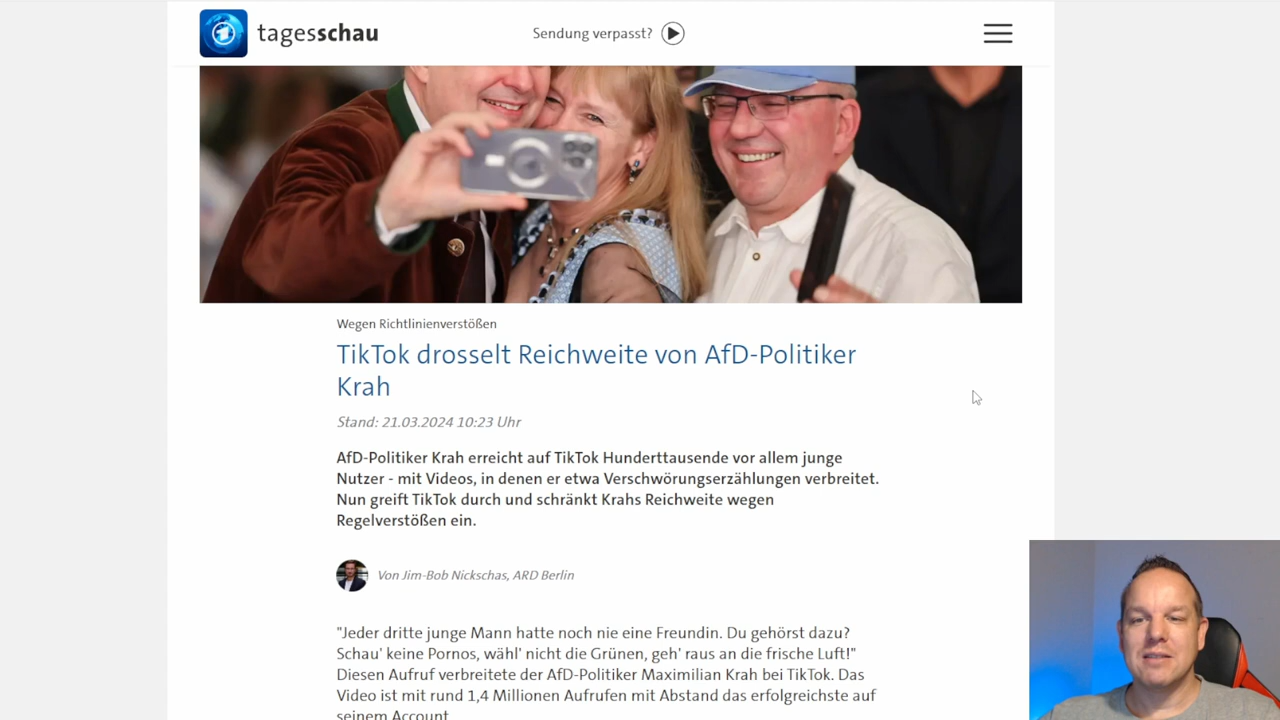 tagesschau
Sendung verpasst?
Wegen Richtlinienverstößen
TikTok drosselt Reichweite von AfD-Politiker
Krah
Stand: 21.03.2024 10:23 Uhr
AfD-Politiker Krah erreicht auf TikTok Hunderttausende vor allem junge
Nutzer - mit Videos, in denen er etwa Verschwörungserzählungen verbreitet.
Nun greift TikTok durch und schränkt Krahs Reichweite wegen
Regelverstößen ein.
Von Jim-Bob Nickschas, ARD Berlin
"Jeder dritte junge Mann hatte noch nie eine Freundin. Du gehörst dazu?
Schau' keine Pornos, wähl' nicht die Grünen, geh' raus an die frische Luft!"
Diesen Aufruf verbreitete der AfD-Politiker Maximilian Krah bei TikTok. Das
Video ist mit rund 1,4 Millionen Aufrufen mit Abstand das erfolgreichste auf
seinem Account